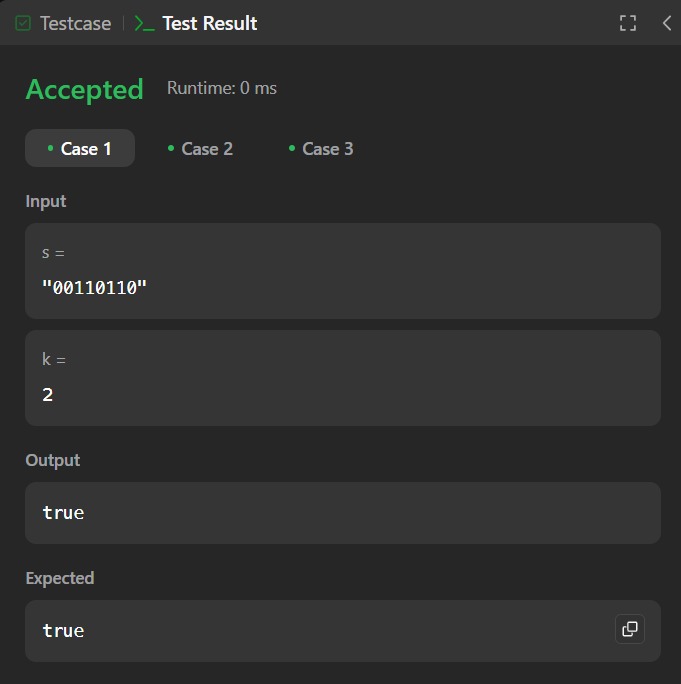 Testcase | Test Result
Accepted Runtime: 0 ms
Case 1 Case 2 Case 3
Input
s =
"00110110"
k =
2
Output
true
Expected
true